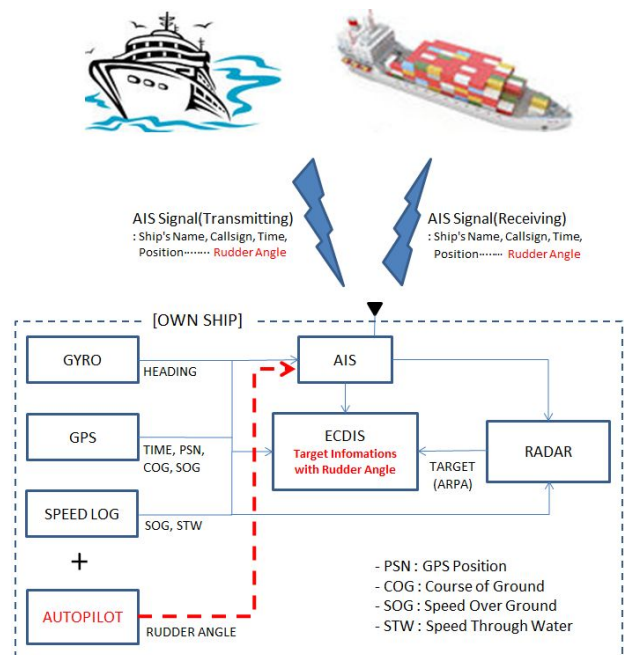 AIS Signal(Transmitting)
: Ship's Name, Callsign, Time,
Position········ Rudder Angle
AIS Signal(Receiving)
: Ship's Name, Callsign, Time,
Position······ Rudder Angle
[OWN SHIP]
GYRO
HEADING
AIS
GPS
TIME, PSN,
COG, SOG
ECDIS
Target Infomations
with Rudder Angle
TARGET
(ARPA)
RADAR
SPEED LOG
SOG, STW
+
AUTOPILOT
RUDDER ANGLE
- PSN : GPS Position
- COG : Course of Ground
- SOG : Speed Over Ground
- STW : Speed Through Water